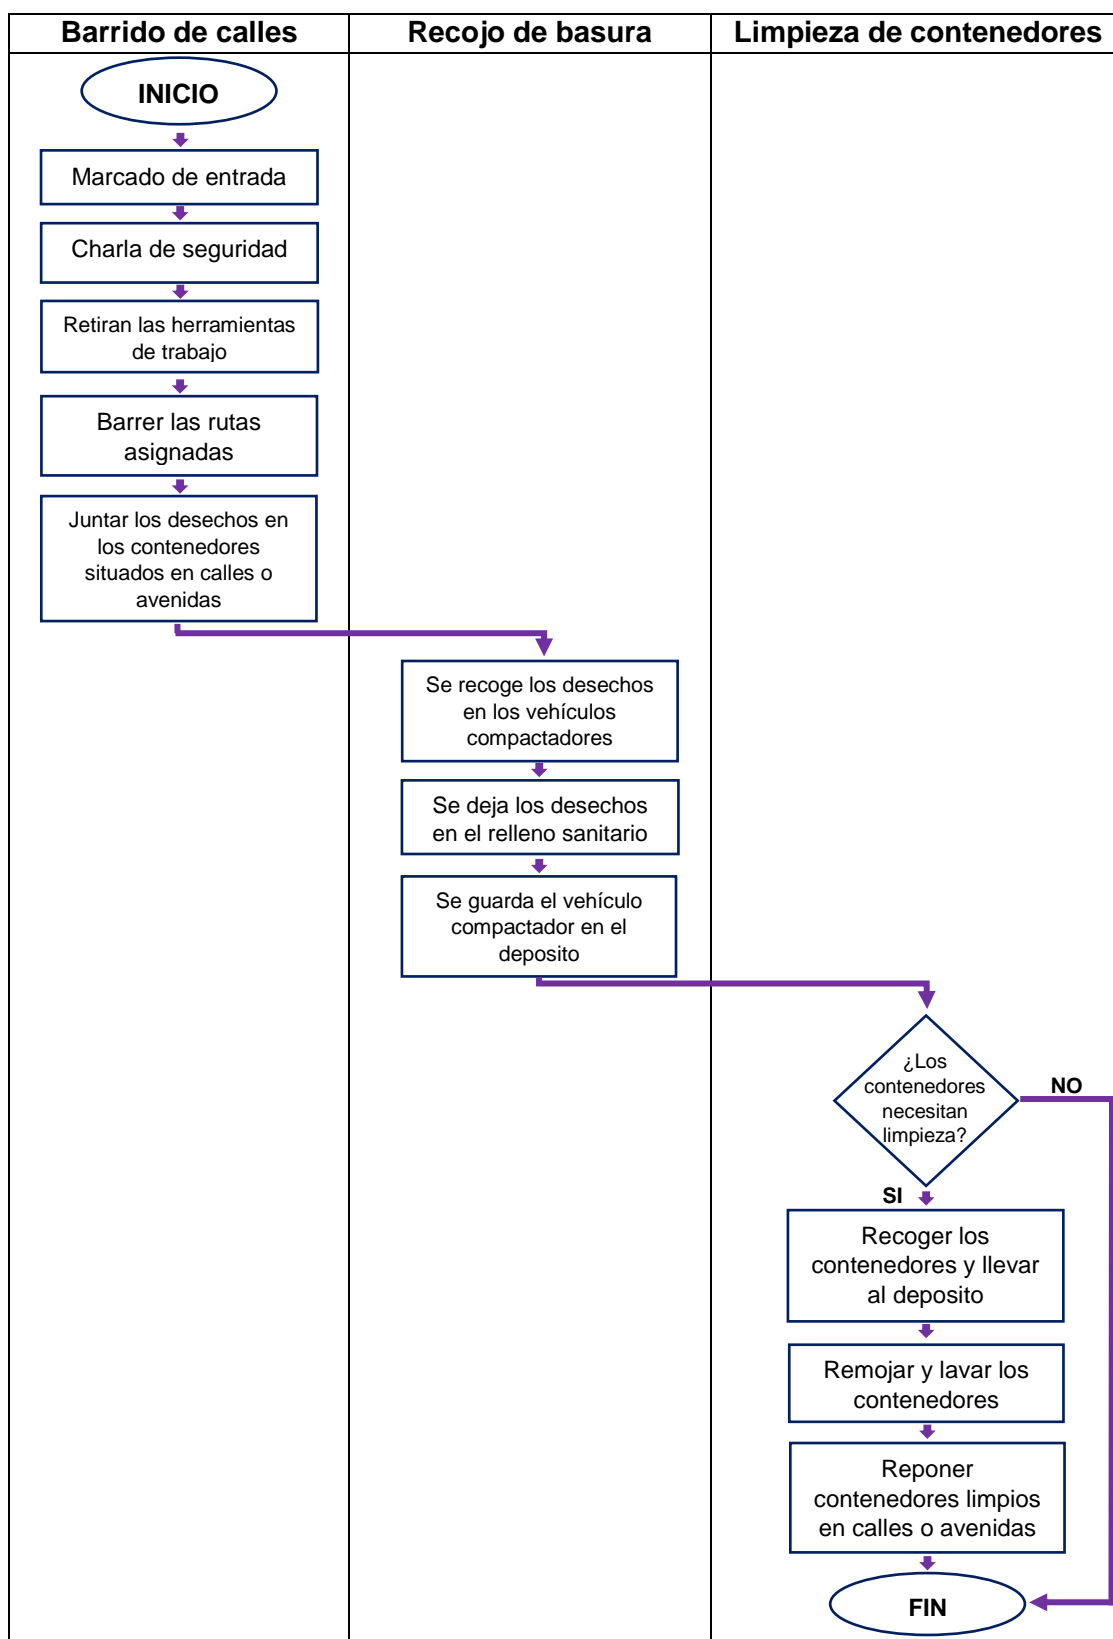 Barrido de calles
Recojo de basura
Limpieza de contenedores
INICIO
Marcado de entrada
Charla de seguridad
Retiran las herramientas
de trabajo
Barrer las rutas
asignadas
Juntar los desechos en
los contenedores
situados en calles o
avenidas
Se recoge los desechos
en los vehículos
compactadores
Se deja los desechos
en el relleno sanitario
Se guarda el vehículo
compactador en el
deposito
¿Los
contenedores
necesitan
limpieza?
NO
SI
Recoger los
contenedores y llevar
al deposito
Remojar y lavar los
contenedores
Reponer
contenedores limpios
en calles o avenidas
FIN